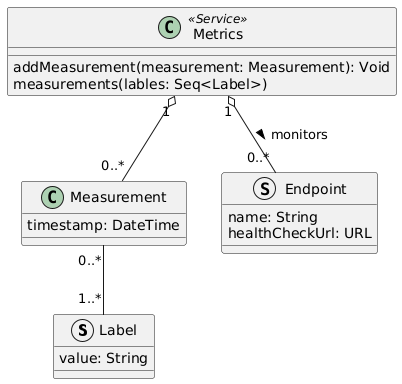 C «Service»
Metrics
addMeasurement(measurement: Measurement): Void
measurements(lables: Seq<Label>)
1
1
monitors
0..*
0..*
C Measurement
timestamp: DateTime
S Endpoint
name: String
healthCheckUrl: URL
0..*
1..*
S Label
value: String